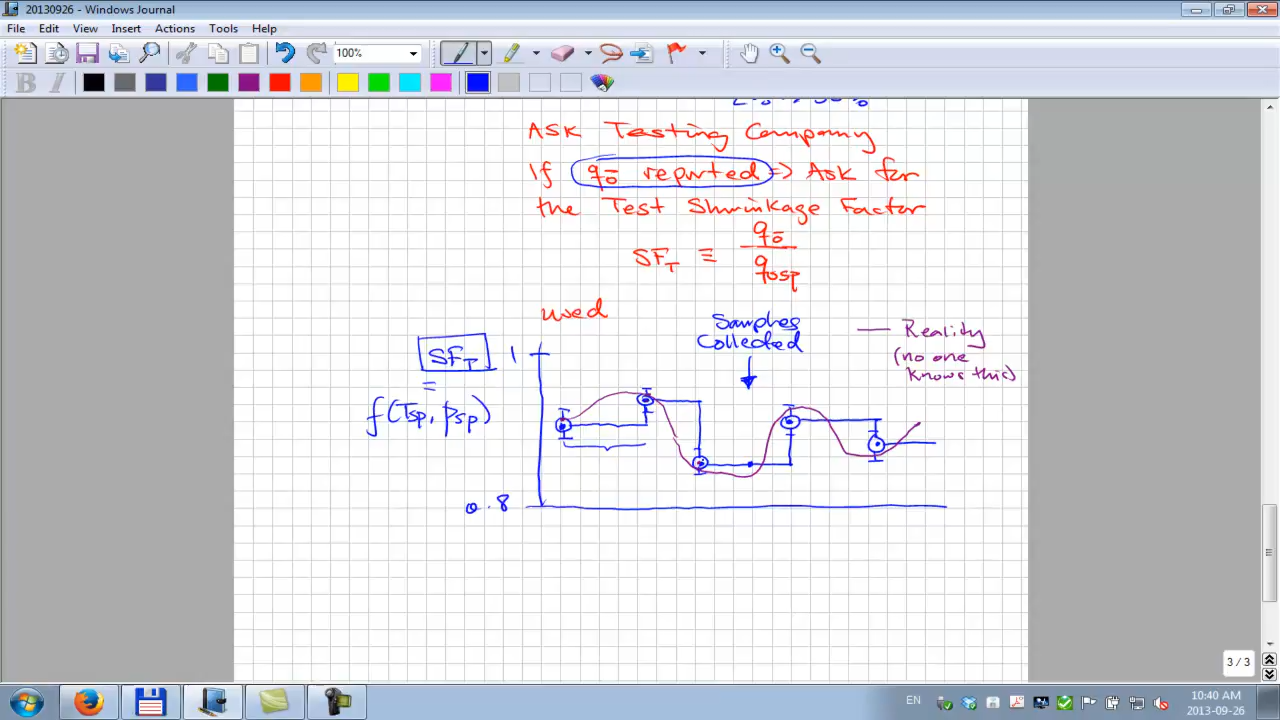 20130926 - Windows Journal
File Edit View Insert Actions Tools Help
100%
B I
ASK Testing Company
If qō reported => Ask for
the Test Shrinkage Factor
SF_T ≡ qō / qosp
used
Samples
Collected
— Reality
(no one
knows this)
SF_T
1
=
f(Tsp, psp)
0.8
3 / 3
EN
10:40 AM
2013-09-26